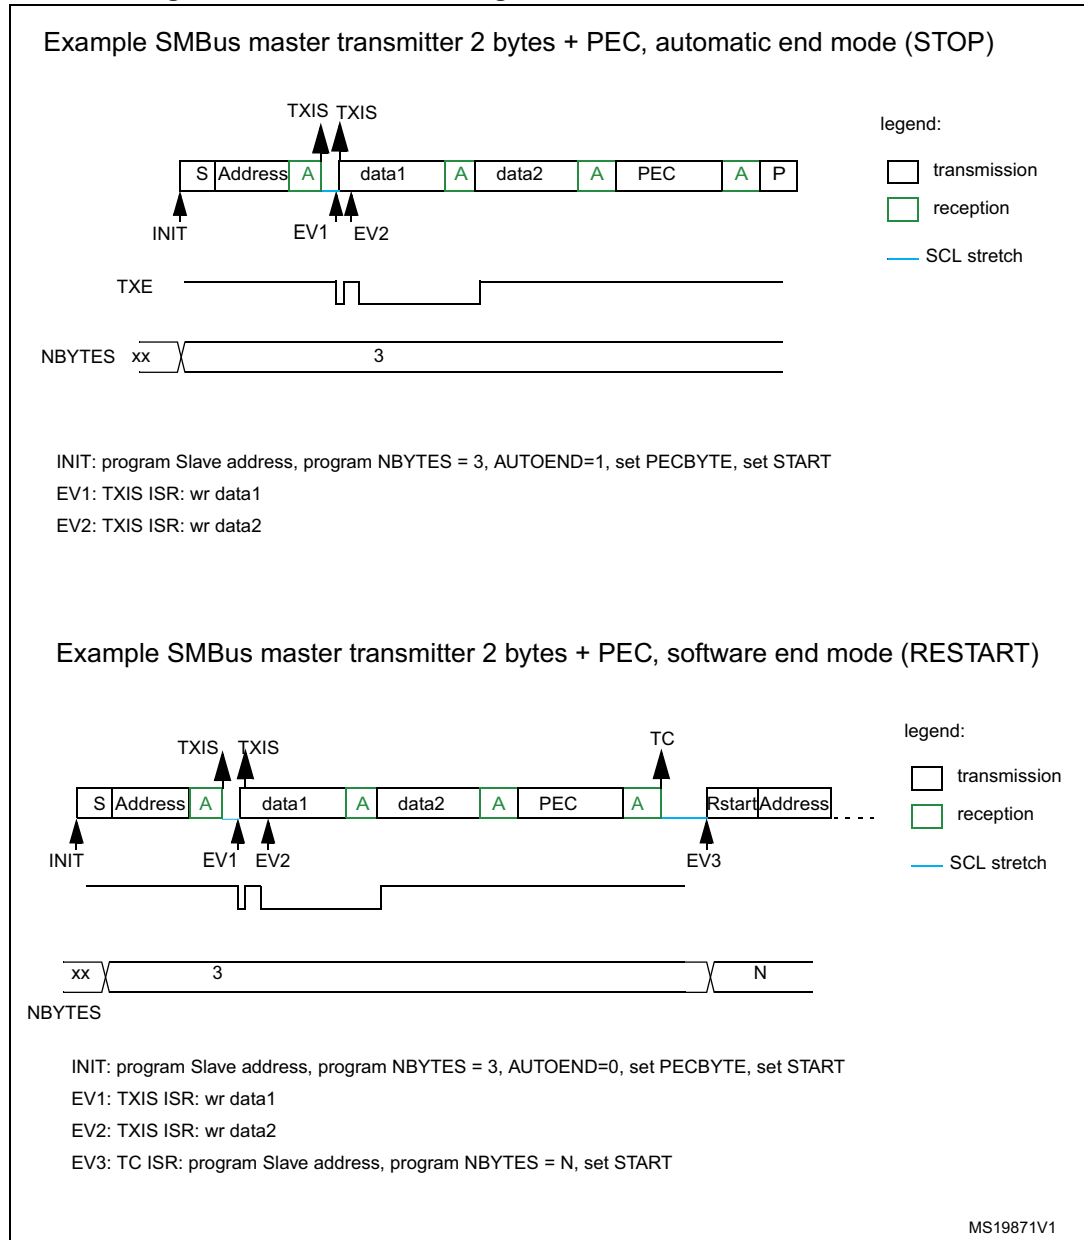 Example SMBus master transmitter 2 bytes + PEC, automatic end mode (STOP)
TXIS TXIS
legend:
S Address A data1 A data2 A PEC A P
transmission
reception
INIT EV1 EV2
SCL stretch
TXE
NBYTES xx 3
INIT: program Slave address, program NBYTES = 3, AUTOEND=1, set PECBYTE, set START
EV1: TXIS ISR: wr data1
EV2: TXIS ISR: wr data2
Example SMBus master transmitter 2 bytes + PEC, software end mode (RESTART)
TXIS TXIS TC
legend:
transmission
S Address A data1 A data2 A PEC A Rstart Address
reception
INIT EV1 EV2 EV3
SCL stretch
xx 3 N
NBYTES
INIT: program Slave address, program NBYTES = 3, AUTOEND=0, set PECBYTE, set START
EV1: TXIS ISR: wr data1
EV2: TXIS ISR: wr data2
EV3: TC ISR: program Slave address, program NBYTES = N, set START
MS19871V1